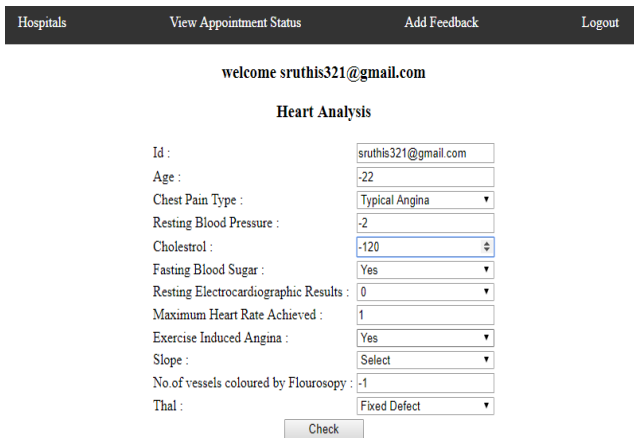 Hospitals View Appointment Status Add Feedback Logout
welcome sruthis321@gmail.com
Heart Analysis
Id : sruthis321@gmail.com
Age : -22
Chest Pain Type : Typical Angina
Resting Blood Pressure : -2
Cholestrol : -120
Fasting Blood Sugar : Yes
Resting Electrocardiographic Results : 0
Maximum Heart Rate Achieved : 1
Exercise Induced Angina : Yes
Slope : Select
No.of vessels coloured by Flourosopy : -1
Thal : Fixed Defect
Check